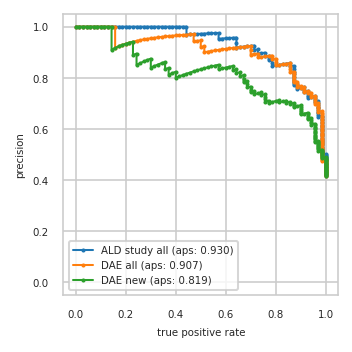 1.0
0.8
0.6
0.4
0.2
0.0
precision
ALD study all (aps: 0.930)
DAE all (aps: 0.907)
DAE new (aps: 0.819)
0.0 0.2 0.4 0.6 0.8 1.0
true positive rate